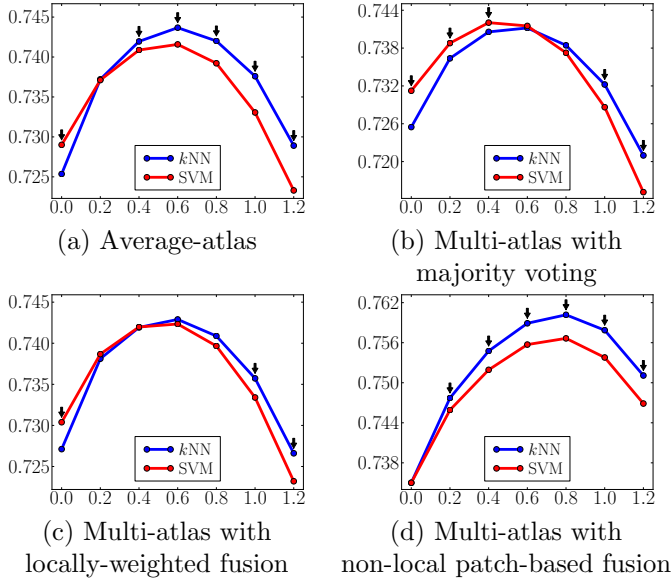 0.745
0.740
0.735
0.730
0.725
kNN
SVM
0.0 0.2 0.4 0.6 0.8 1.0 1.2
(a) Average-atlas
0.744
0.738
0.732
0.726
0.720
kNN
SVM
0.0 0.2 0.4 0.6 0.8 1.0 1.2
(b) Multi-atlas with
majority voting
0.745
0.740
0.735
0.730
0.725
kNN
SVM
0.0 0.2 0.4 0.6 0.8 1.0 1.2
(c) Multi-atlas with
locally-weighted fusion
0.762
0.756
0.750
0.744
0.738
kNN
SVM
0.0 0.2 0.4 0.6 0.8 1.0 1.2
(d) Multi-atlas with
non-local patch-based fusion